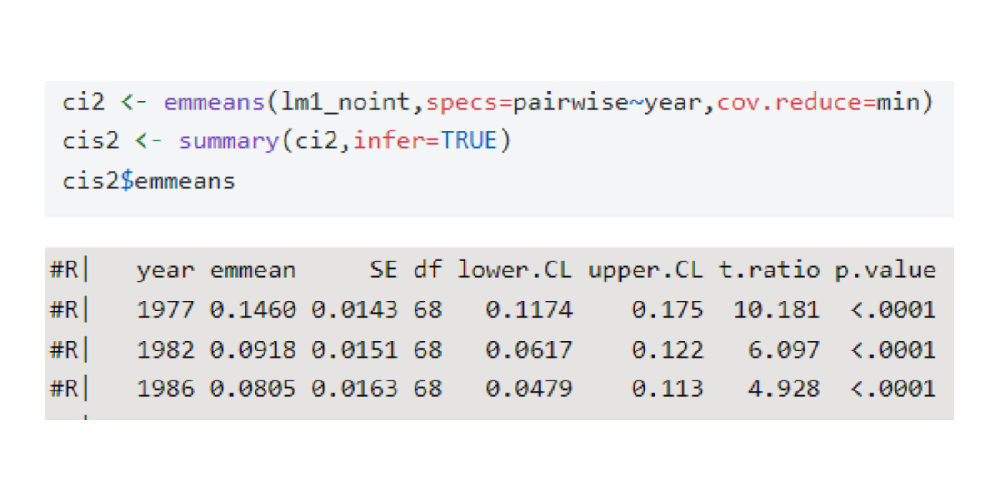 ci2 <- emmeans(lm1_noint,specs=pairwise~year,cov.reduce=min)
cis2 <- summary(ci2,infer=TRUE)
cis2$emmeans
#R|   year emmean     SE df lower.CL upper.CL t.ratio p.value
#R|   1977 0.1460 0.0143 68   0.1174    0.175  10.181  <.0001
#R|   1982 0.0918 0.0151 68   0.0617    0.122   6.097  <.0001
#R|   1986 0.0805 0.0163 68   0.0479    0.113   4.928  <.0001